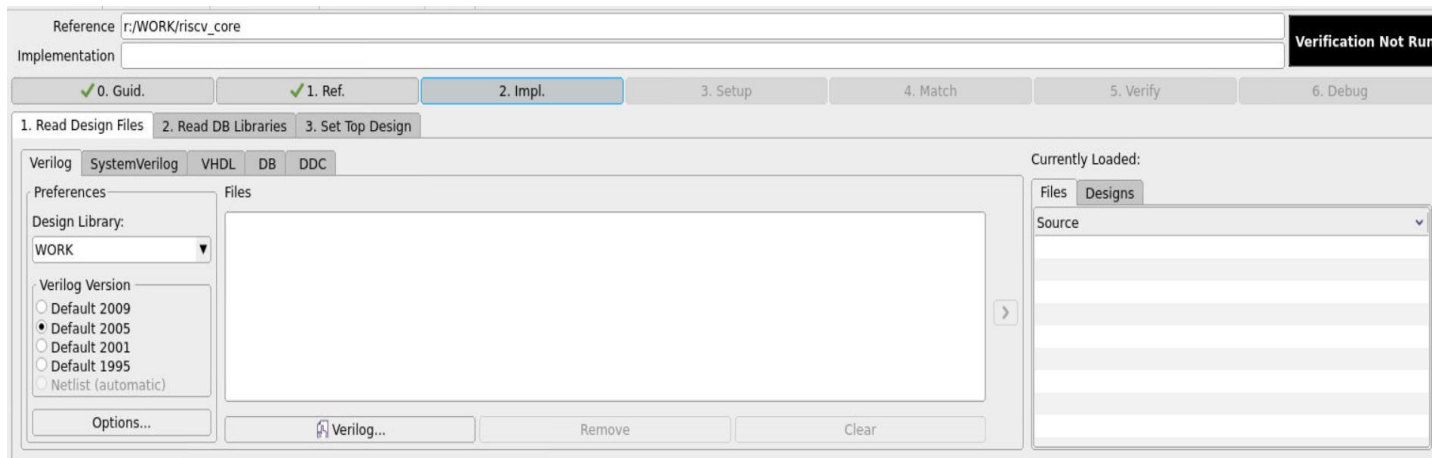 Reference r:/WORK/riscv_core
Implementation
Verification Not Run
0. Guid. 1. Ref. 2. Impl. 3. Setup 4. Match 5. Verify 6. Debug
1. Read Design Files 2. Read DB Libraries 3. Set Top Design
Verilog SystemVerilog VHDL DB DDC
Currently Loaded:
Preferences
Files
Files Designs
Design Library:
Source
WORK
Verilog Version
Default 2009
Default 2005
Default 2001
Default 1995
Netlist (automatic)
Options...
Verilog... Remove Clear